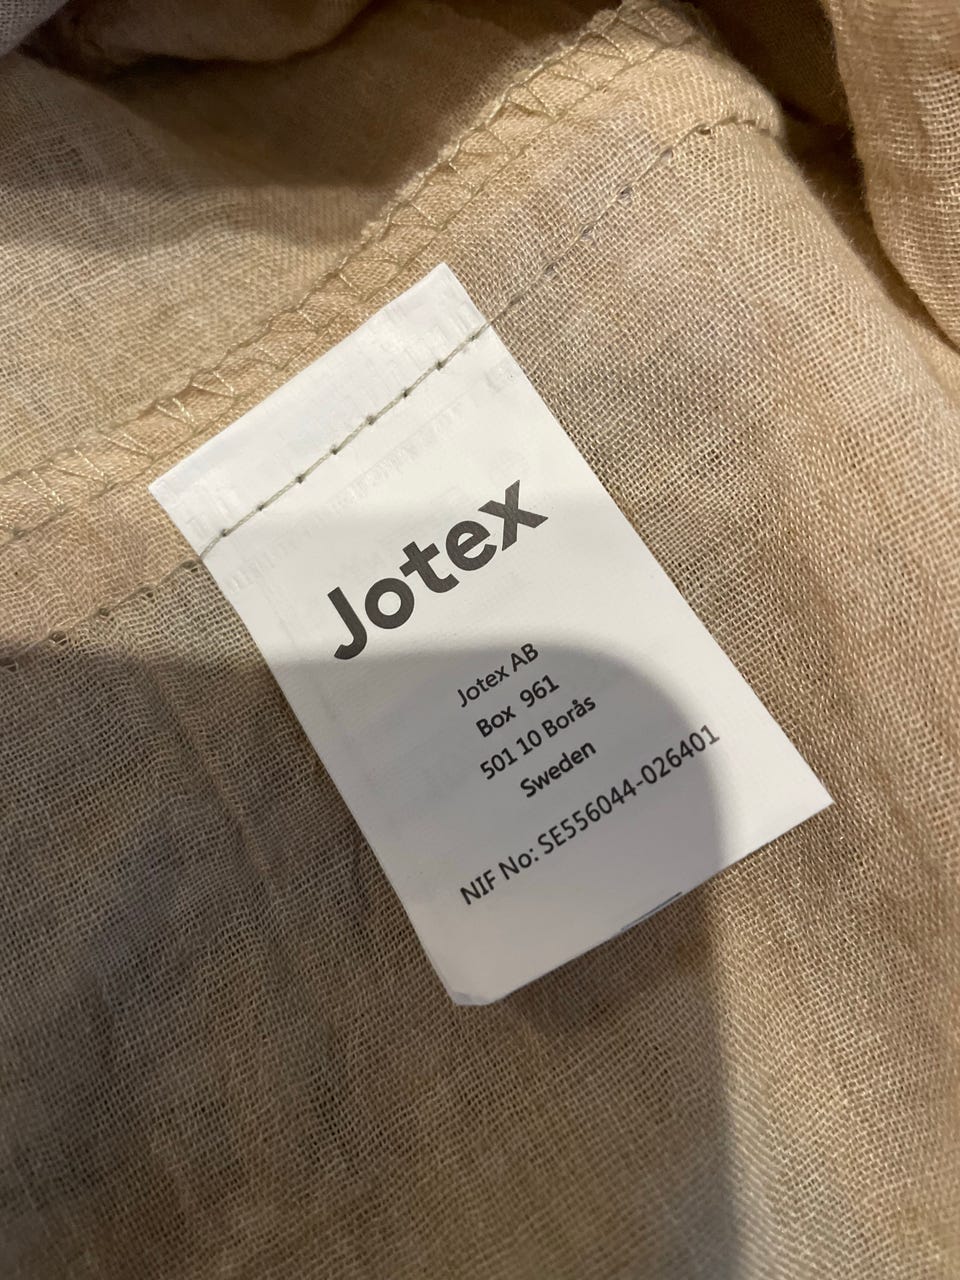 Jotex
Jotex AB
Box 961
501 10 Borås
Sweden
NIF No: SE556044-026401